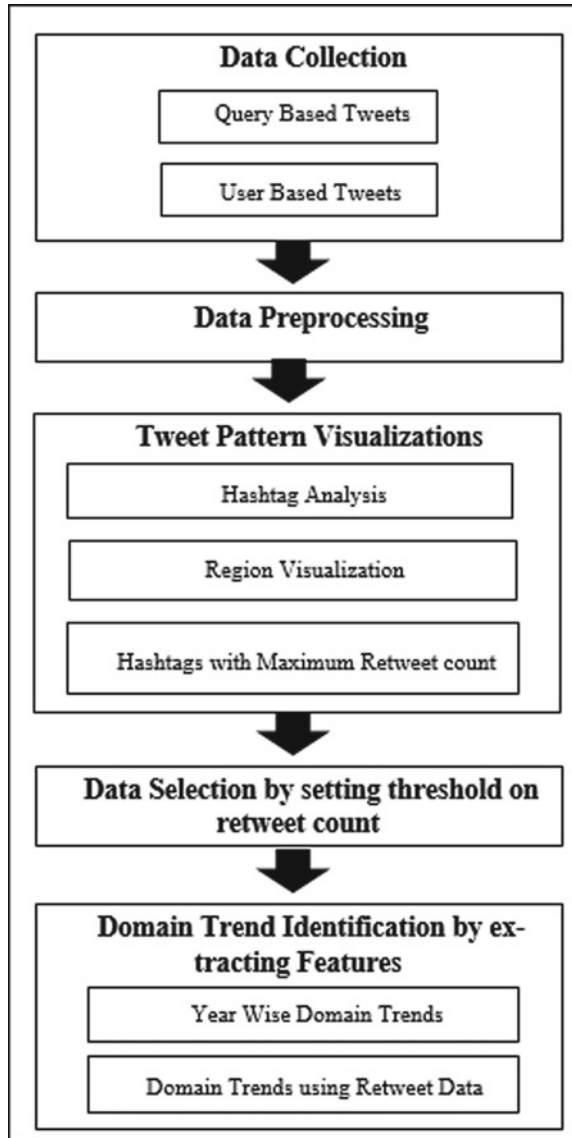 Data Collection
Query Based Tweets
User Based Tweets
Data Preprocessing
Tweet Pattern Visualizations
Hashtag Analysis
Region Visualization
Hashtags with Maximum Retweet count
Data Selection by setting threshold on
retweet count
Domain Trend Identification by ex-
tracting Features
Year Wise Domain Trends
Domain Trends using Retweet Data